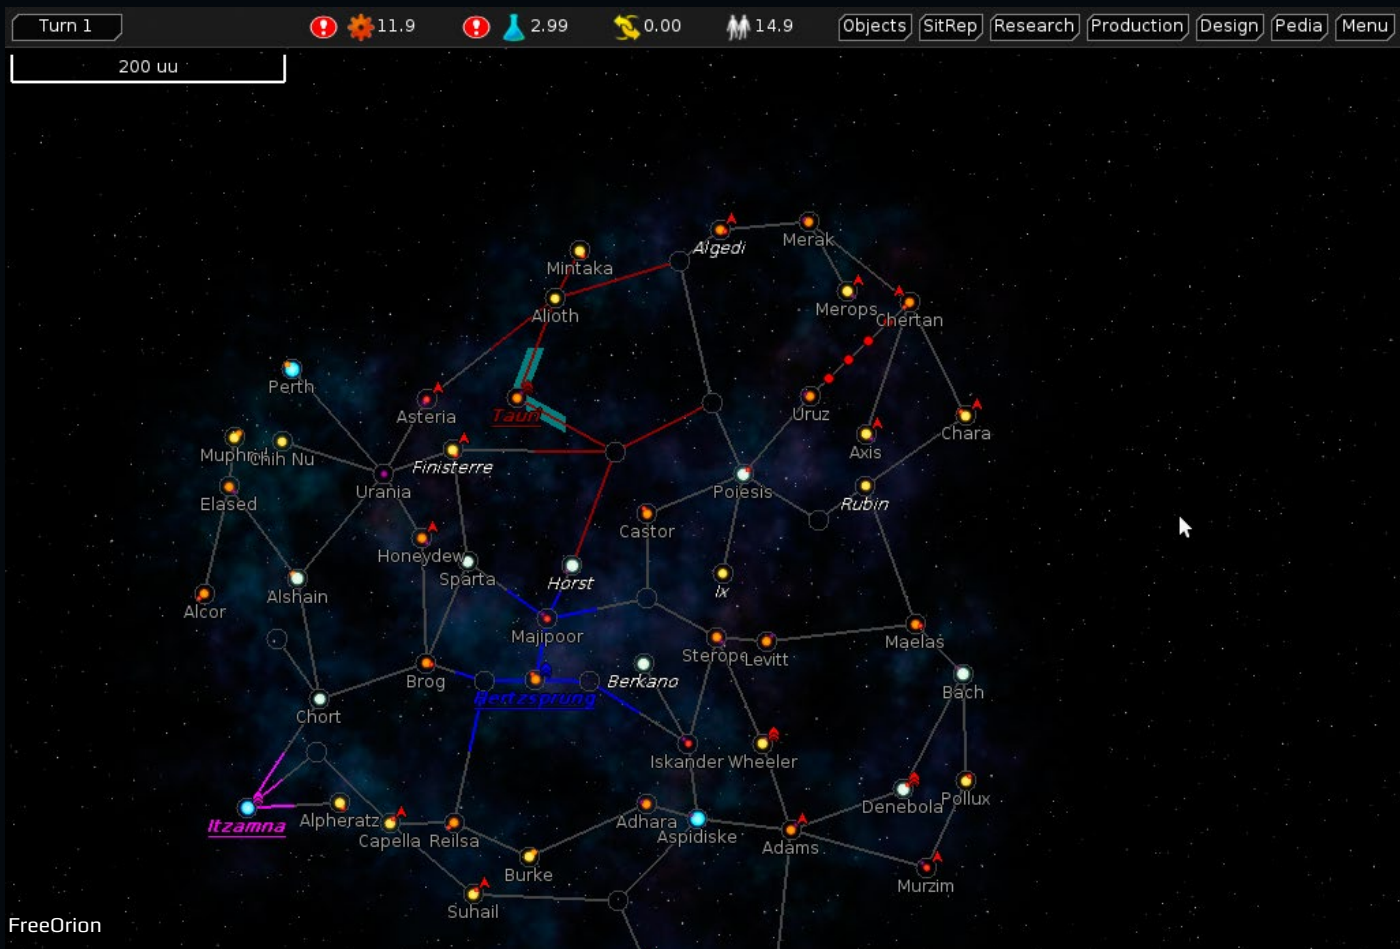 Turn 1 11.9 2.99 0.00 14.9 Objects SitRep Research Production Design Pedia Menu
200 uu
Algedi
Merak
Mintaka
Merops
Alioth
Chertan
Perth
Asteria
Tauri
Uruz
Chara
Muphrid
Chih Nu
Finisterre
Axis
Urania
Poiesis
Elased
Rubin
Castor
Honeydew
Sparta
Horst
Ix
Alshain
Alcor
Majipoor
Sterope
Levitt
Maelas
Brog
Hertzsprung
Berkano
Bach
Chort
Iskander
Wheeler
Itzamna
Alpheratz
Capella
Reilsa
Adhara
Aspidiske
Denebola
Pollux
Adams
Burke
Murzim
Suhail
FreeOrion